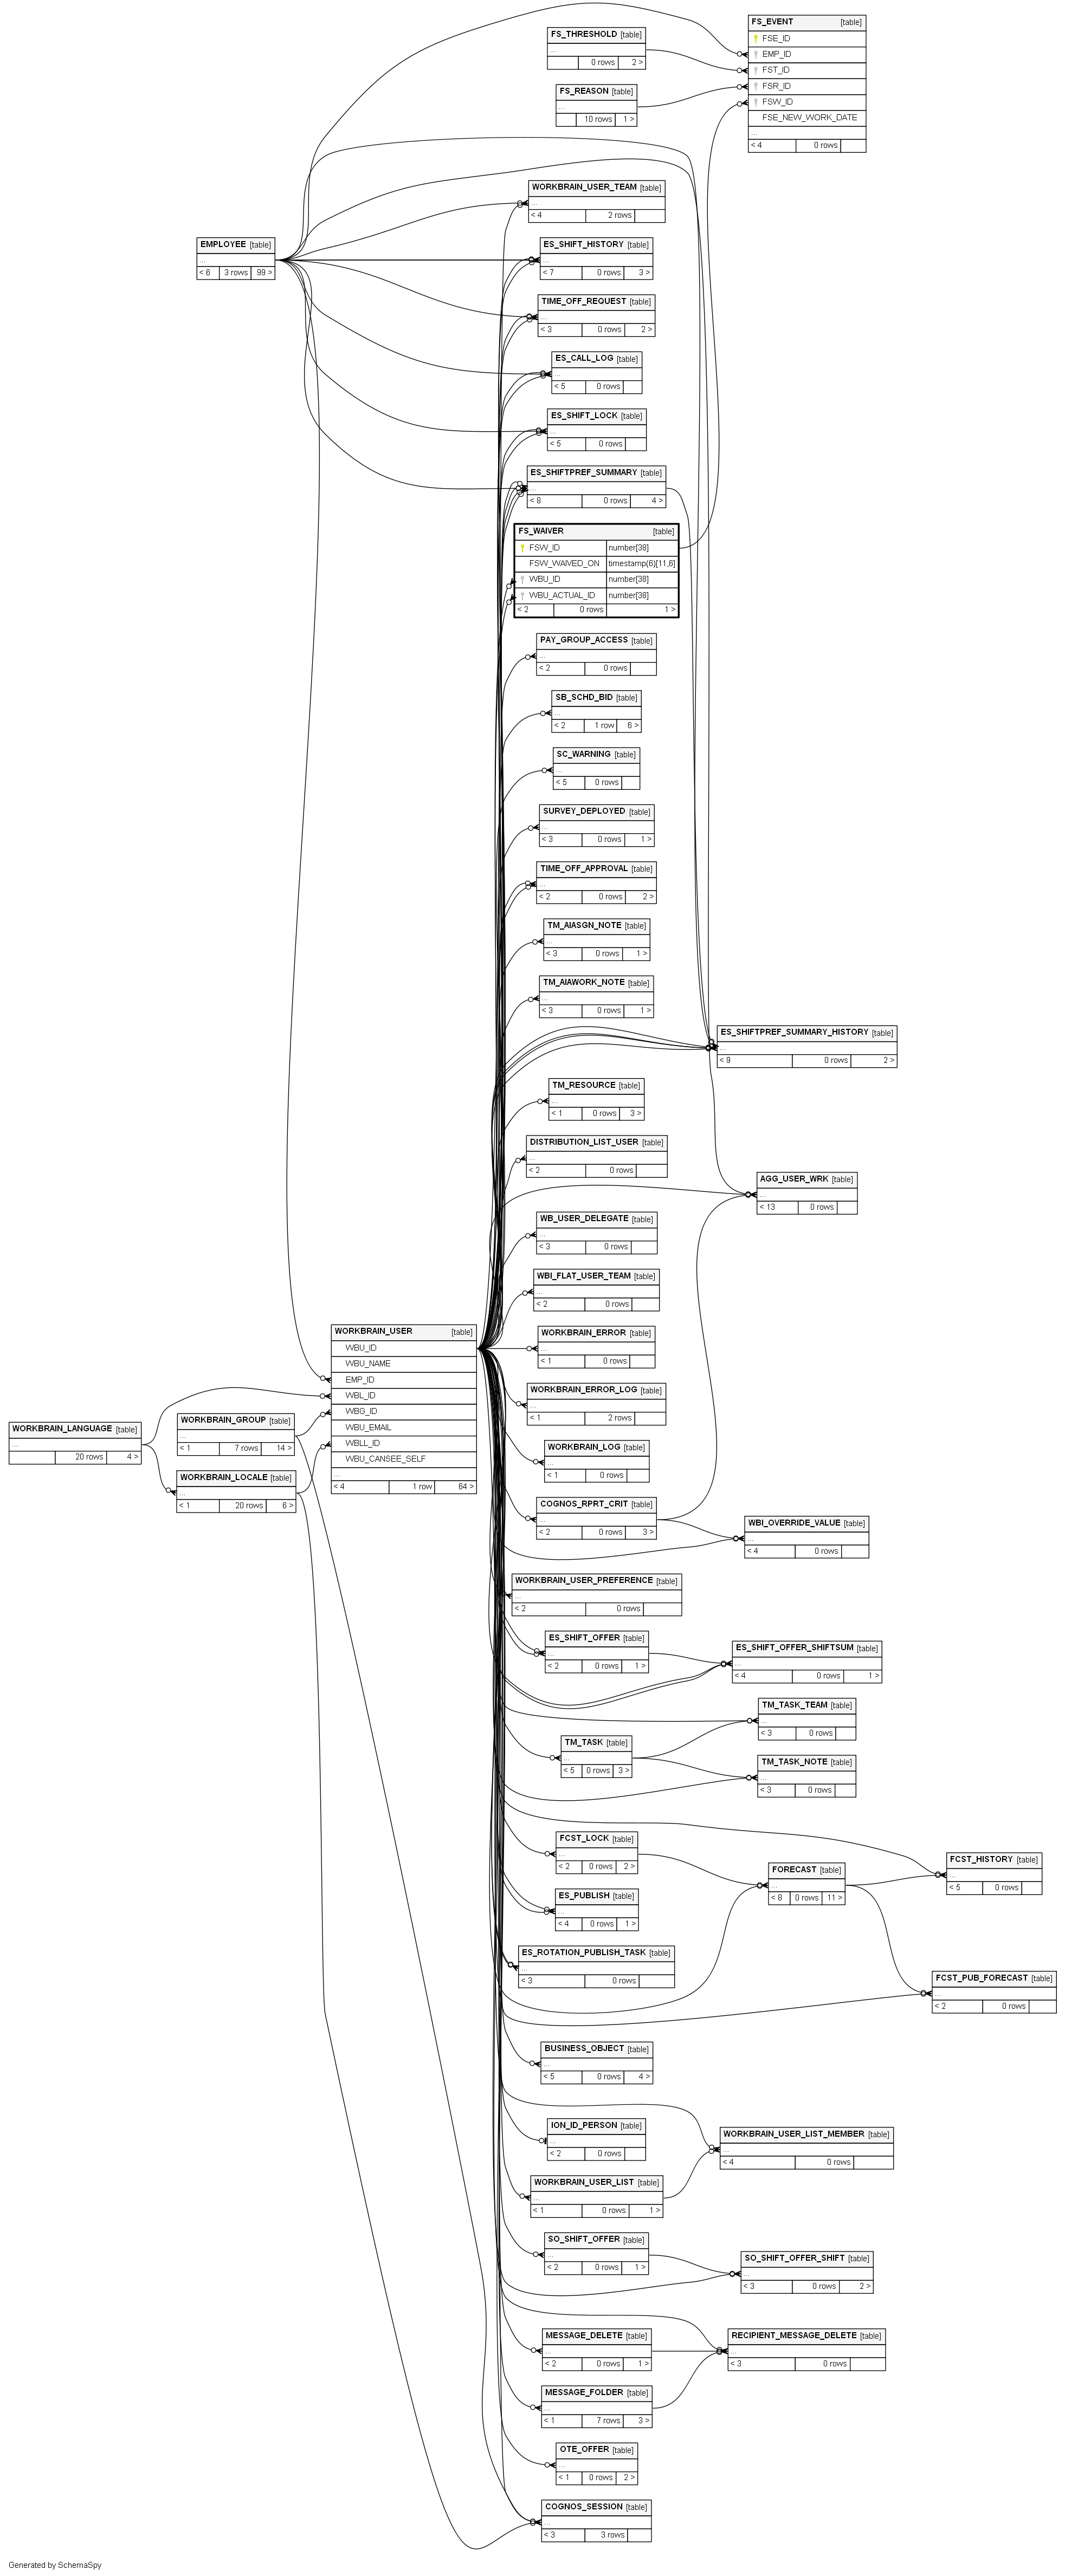 FS_EVENT [table]
FSE_ID
EMP_ID
FST_ID
FSR_ID
FSW_ID
FSE_NEW_WORK_DATE
...
< 4 0 rows
FS_THRESHOLD [table]
...
0 rows 2 >
FS_REASON [table]
...
10 rows 1 >
WORKBRAIN_USER_TEAM [table]
...
< 4 2 rows
EMPLOYEE [table]
...
< 6 3 rows 99 >
ES_SHIFT_HISTORY [table]
...
< 7 0 rows 3 >
TIME_OFF_REQUEST [table]
...
< 3 0 rows 2 >
ES_CALL_LOG [table]
...
< 5 0 rows
ES_SHIFT_LOCK [table]
...
< 5 0 rows
ES_SHIFTPREF_SUMMARY [table]
...
< 8 0 rows 4 >
FS_WAIVER [table]
FSW_ID number[38]
FSW_WAIVED_ON timestamp(6)[11,6]
WBU_ID number[38]
WBU_ACTUAL_ID number[38]
< 2 0 rows 1 >
PAY_GROUP_ACCESS [table]
...
< 2 0 rows
SB_SCHD_BID [table]
...
< 2 1 row 6 >
SC_WARNING [table]
...
< 5 0 rows
SURVEY_DEPLOYED [table]
...
< 3 0 rows 1 >
TIME_OFF_APPROVAL [table]
...
< 2 0 rows 2 >
TM_AIASGN_NOTE [table]
...
< 3 0 rows 1 >
TM_AIAWORK_NOTE [table]
...
< 3 0 rows 1 >
ES_SHIFTPREF_SUMMARY_HISTORY [table]
...
< 9 0 rows 2 >
TM_RESOURCE [table]
...
< 1 0 rows 3 >
DISTRIBUTION_LIST_USER [table]
...
< 2 0 rows
AGG_USER_WRK [table]
...
< 13 0 rows
WB_USER_DELEGATE [table]
...
< 3 0 rows
WBI_FLAT_USER_TEAM [table]
...
< 2 0 rows
WORKBRAIN_USER [table]
WBU_ID
WBU_NAME
EMP_ID
WBL_ID
WBG_ID
WBU_EMAIL
WBLL_ID
WBU_CANSEE_SELF
...
< 4 1 row 64 >
WORKBRAIN_ERROR [table]
...
< 1 0 rows
WORKBRAIN_ERROR_LOG [table]
...
< 1 2 rows
WORKBRAIN_LANGUAGE [table]
...
20 rows 4 >
WORKBRAIN_GROUP [table]
...
< 1 7 rows 14 >
WORKBRAIN_LOCALE [table]
...
< 1 20 rows 6 >
WORKBRAIN_LOG [table]
...
< 1 0 rows
COGNOS_RPRT_CRIT [table]
...
< 2 0 rows 3 >
WBI_OVERRIDE_VALUE [table]
...
< 4 0 rows
WORKBRAIN_USER_PREFERENCE [table]
...
< 2 0 rows
ES_SHIFT_OFFER [table]
...
< 2 0 rows 1 >
ES_SHIFT_OFFER_SHIFTSUM [table]
...
< 4 0 rows 1 >
TM_TASK_TEAM [table]
...
< 3 0 rows
TM_TASK [table]
...
< 5 0 rows 3 >
TM_TASK_NOTE [table]
...
< 3 0 rows
FCST_LOCK [table]
...
< 2 0 rows 2 >
FCST_HISTORY [table]
...
< 5 0 rows
FORECAST [table]
...
< 8 0 rows 11 >
ES_PUBLISH [table]
...
< 4 0 rows 1 >
ES_ROTATION_PUBLISH_TASK [table]
...
< 3 0 rows
FCST_PUB_FORECAST [table]
...
< 2 0 rows
BUSINESS_OBJECT [table]
...
< 5 0 rows 4 >
ION_ID_PERSON [table]
...
< 2 0 rows
WORKBRAIN_USER_LIST_MEMBER [table]
...
< 4 0 rows
WORKBRAIN_USER_LIST [table]
...
< 1 0 rows 1 >
SO_SHIFT_OFFER [table]
...
< 2 0 rows 1 >
SO_SHIFT_OFFER_SHIFT [table]
...
< 3 0 rows 2 >
MESSAGE_DELETE [table]
...
< 2 0 rows 1 >
RECIPIENT_MESSAGE_DELETE [table]
...
< 3 0 rows
MESSAGE_FOLDER [table]
...
< 1 7 rows 3 >
OTE_OFFER [table]
...
< 1 0 rows 2 >
COGNOS_SESSION [table]
...
< 3 3 rows
Generated by SchemaSpy